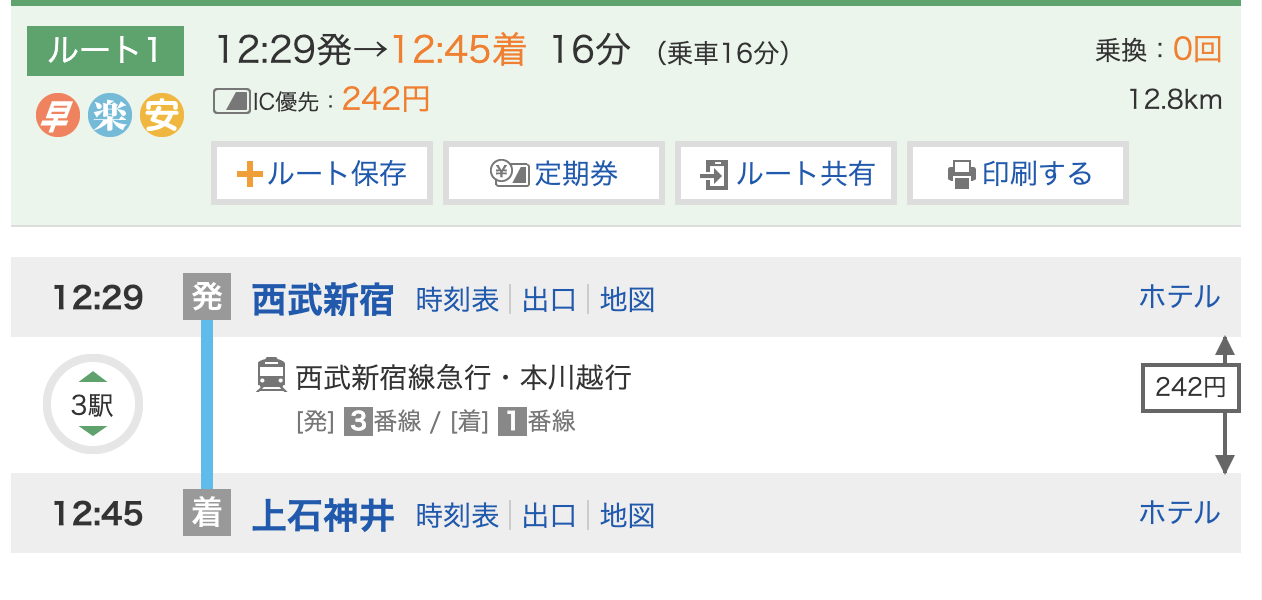 ルート1 12:29発→12:45着 16分 (乗車16分) 乗換：0回
早 楽 安 IC優先：242円 12.8km
ルート保存 定期券 ルート共有 印刷する
12:29 発 西武新宿 時刻表 出口 地図 ホテル
3駅 西武新宿線急行・本川越行 242円
[発] 3番線 / [着] 1番線
12:45 着 上石神井 時刻表 出口 地図 ホテル